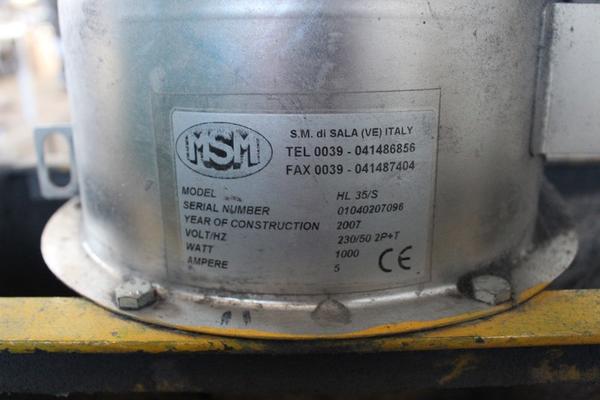 MSM
S.M. di SALA (VE) ITALY
TEL 0039 - 041486856
FAX 0039 - 041487404
MODEL HL 35/S
SERIAL NUMBER 01040207096
YEAR OF CONSTRUCTION 2007
VOLT/HZ 230/50 2P+T
WATT 1000
AMPERE 5
CE